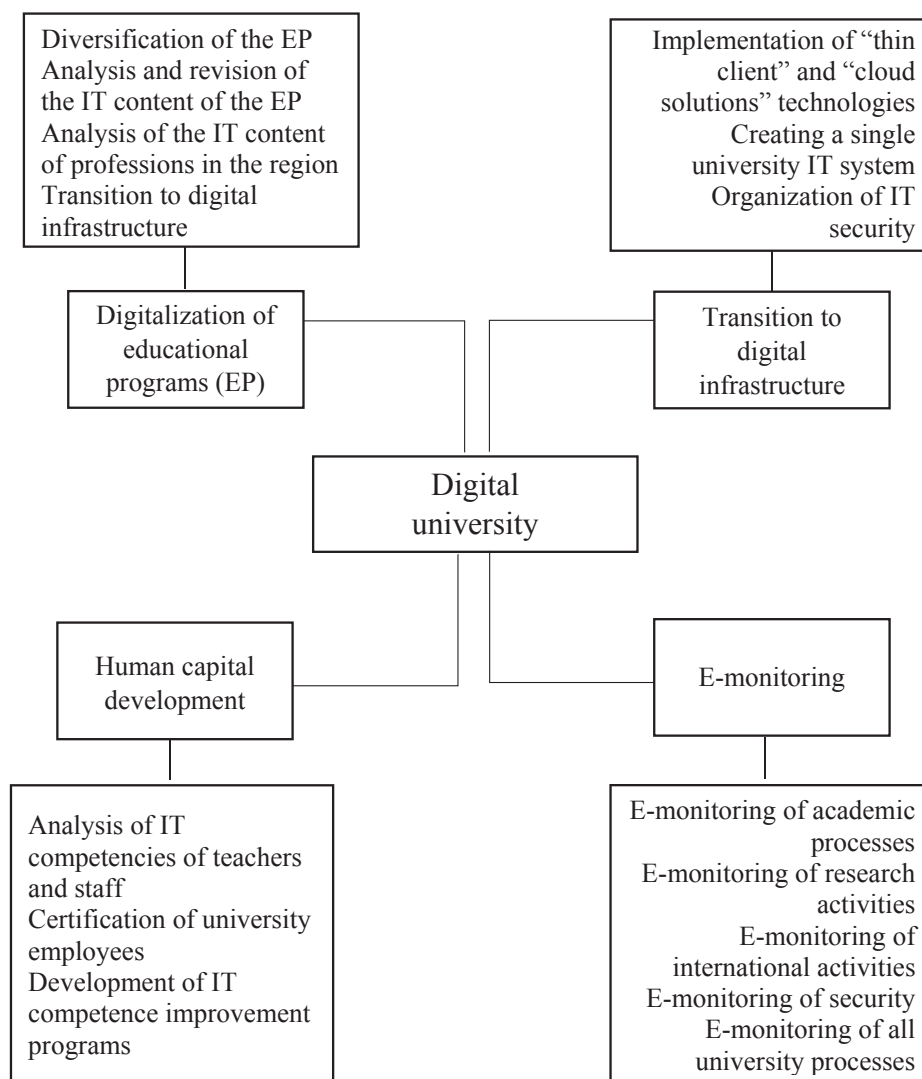 Diversification of the EP
Analysis and revision of
the IT content of the EP
Analysis of the IT content
of professions in the region
Transition to digital
infrastructure
Implementation of “thin
client” and “cloud
solutions” technologies
Creating a single
university IT system
Organization of IT
security
Digitalization of
educational
programs (EP)
Transition to
digital
infrastructure
Digital
university
Human capital
development
E-monitoring
Analysis of IT
competencies of teachers
and staff
Certification of university
employees
Development of IT
competence improvement
programs
E-monitoring of academic
processes
E-monitoring of research
activities
E-monitoring of
international activities
E-monitoring of security
E-monitoring of all
university processes